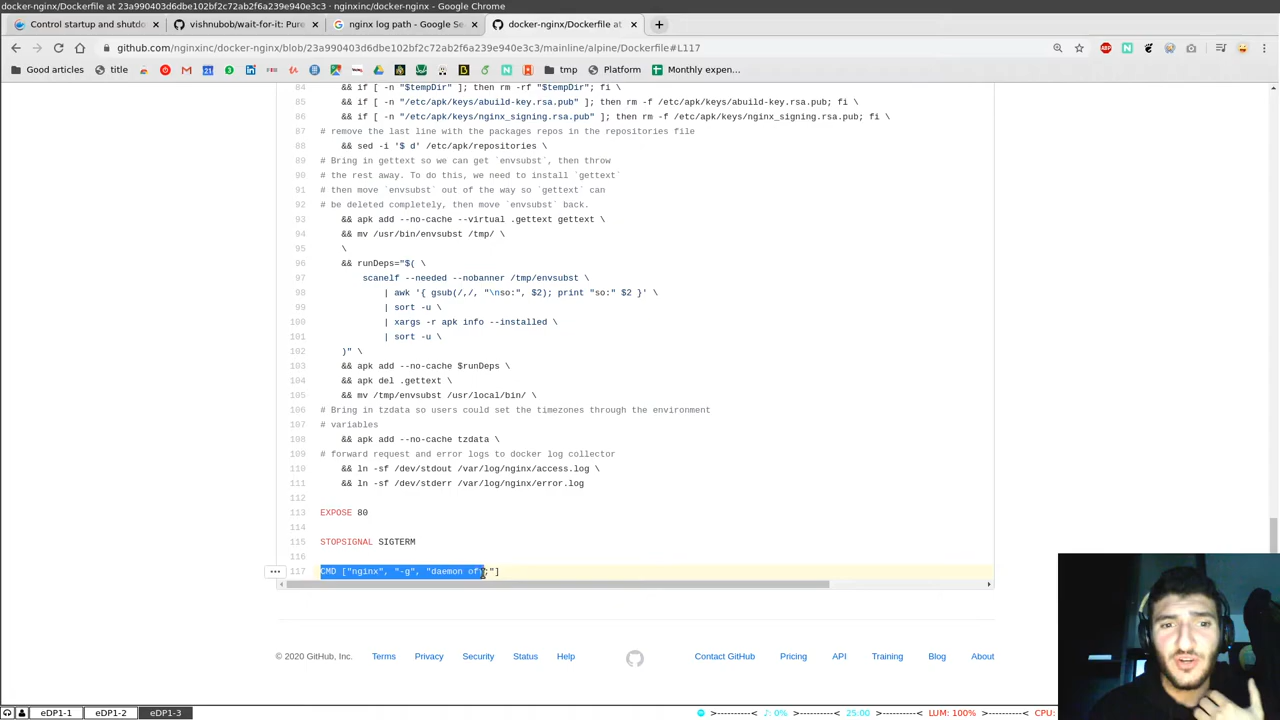 docker-nginx/Dockerfile at 23a990403d6dbe102bf2c72ab2f6a239e940e3c3 · nginxinc/docker-nginx - Google Chrome
Control startup and shutdo
vishnubob/wait-for-it: Pure
nginx log path - Google Se
docker-nginx/Dockerfile at
github.com/nginxinc/docker-nginx/blob/23a990403d6dbe102bf2c72ab2f6a239e940e3c3/mainline/alpine/Dockerfile#L117
Good articles title tmp Platform Monthly expen...
84 && if [ -n "$tempDir" ]; then rm -rf "$tempDir"; fi \
85 && if [ -n "/etc/apk/keys/abuild-key.rsa.pub" ]; then rm -f /etc/apk/keys/abuild-key.rsa.pub; fi \
86 && if [ -n "/etc/apk/keys/nginx_signing.rsa.pub" ]; then rm -f /etc/apk/keys/nginx_signing.rsa.pub; fi \
87 # remove the last line with the packages repos in the repositories file
88 && sed -i '$ d' /etc/apk/repositories \
89 # Bring in gettext so we can get `envsubst`, then throw
90 # the rest away. To do this, we need to install `gettext`
91 # then move `envsubst` out of the way so `gettext` can
92 # be deleted completely, then move `envsubst` back.
93 && apk add --no-cache --virtual .gettext gettext \
94 && mv /usr/bin/envsubst /tmp/ \
95 \
96 && runDeps="$( \
97 scanelf --needed --nobanner /tmp/envsubst \
98 | awk '{ gsub(/,/, "\nso:", $2); print "so:" $2 }' \
99 | sort -u \
100 | xargs -r apk info --installed \
101 | sort -u \
102 )" \
103 && apk add --no-cache $runDeps \
104 && apk del .gettext \
105 && mv /tmp/envsubst /usr/local/bin/ \
106 # Bring in tzdata so users could set the timezones through the environment
107 # variables
108 && apk add --no-cache tzdata \
109 # forward request and error logs to docker log collector
110 && ln -sf /dev/stdout /var/log/nginx/access.log \
111 && ln -sf /dev/stderr /var/log/nginx/error.log
112
113 EXPOSE 80
114
115 STOPSIGNAL SIGTERM
116
117 CMD ["nginx", "-g", "daemon off;"]
© 2020 GitHub, Inc. Terms Privacy Security Status Help Contact GitHub Pricing API Training Blog About
eDP1-1 eDP1-2 eDP1-3 >----------< ♪: 0% >----------< 25:00 >----------< LUM: 100% >----------< CPU: